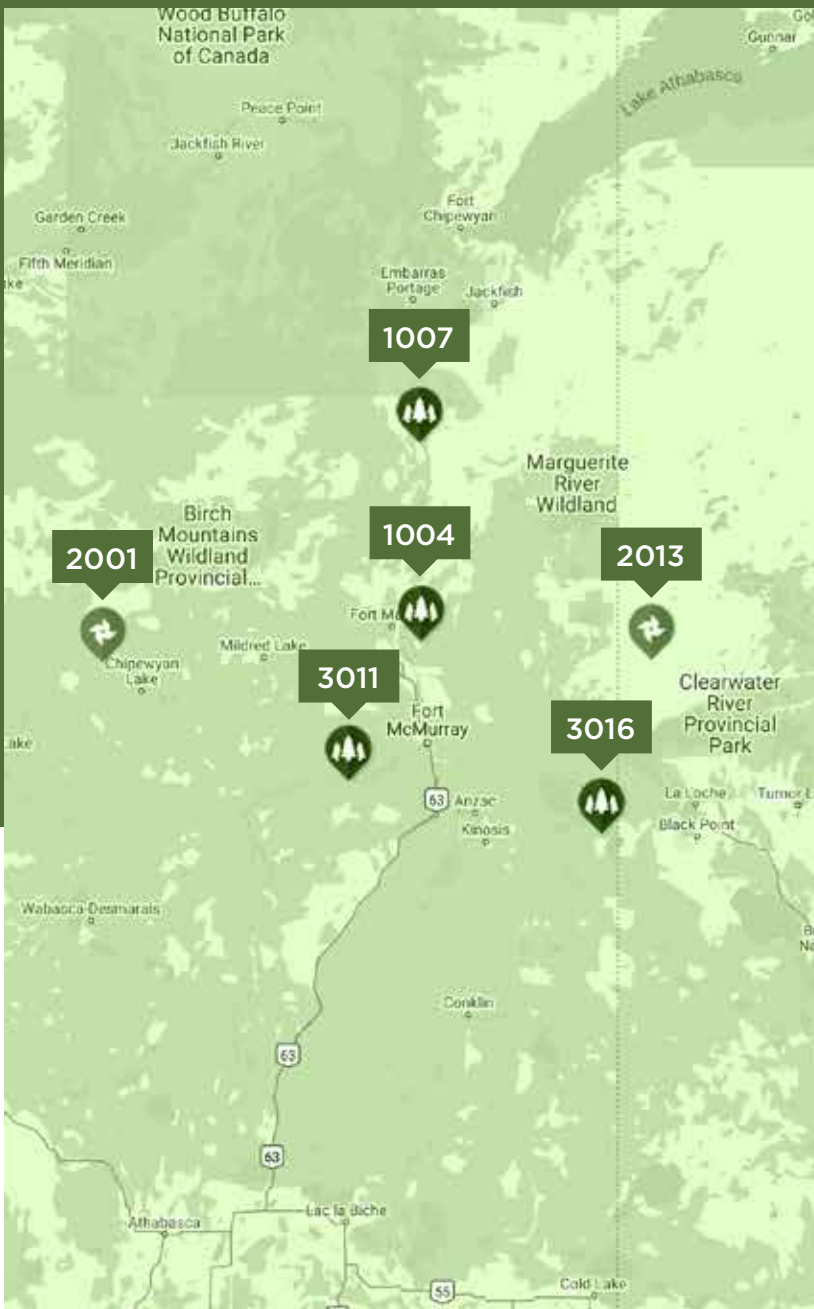 Wood Buffalo
National Park
of Canada
Gunnar
Lake Athabasca
Peace Point
Jackfish River
Fort
Chipewyan
Garden Creek
Fifth Meridian
Embarras
Portage
Jackfish
1007
Marguerite
River
Wildland
Birch
Mountains
Wildland
Provincial...
1004
2001
2013
Fort M
Mildred Lake
Chipewyan
Lake
3011
Clearwater
River
Provincial
Park
Fort
McMurray
3016
Lake
63
Anzac
La Loche
Turnor L
Kinosis
Black Point
Wabasca-Desmarais
Conklin
63
63
Lac la Biche
Athabasca
Cold Lake
55